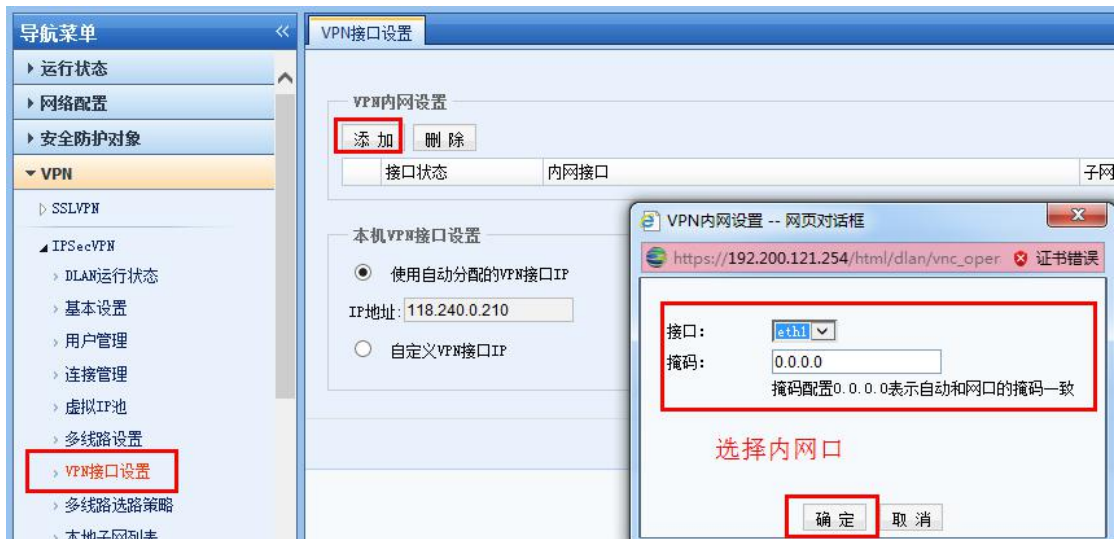 导航菜单
运行状态
网络配置
安全防护对象
VPN
SSLVPN
IPSecVPN
DLAN运行状态
基本设置
用户管理
连接管理
虚拟IP池
多线路设置
VPN接口设置
多线路选路策略
本地子网列表
VPN接口设置
VPN内网设置
添加 删除
接口状态 内网接口 子网
本机VPN接口设置
使用自动分配的VPN接口IP
IP地址: 118.240.0.210
自定义VPN接口IP
VPN内网设置 -- 网页对话框
https://192.200.121.254/html/dlan/vnc_oper 证书错误
接口: eth1
掩码: 0.0.0.0
掩码配置0.0.0.0表示自动和网口的掩码一致
选择内网口
确定 取消